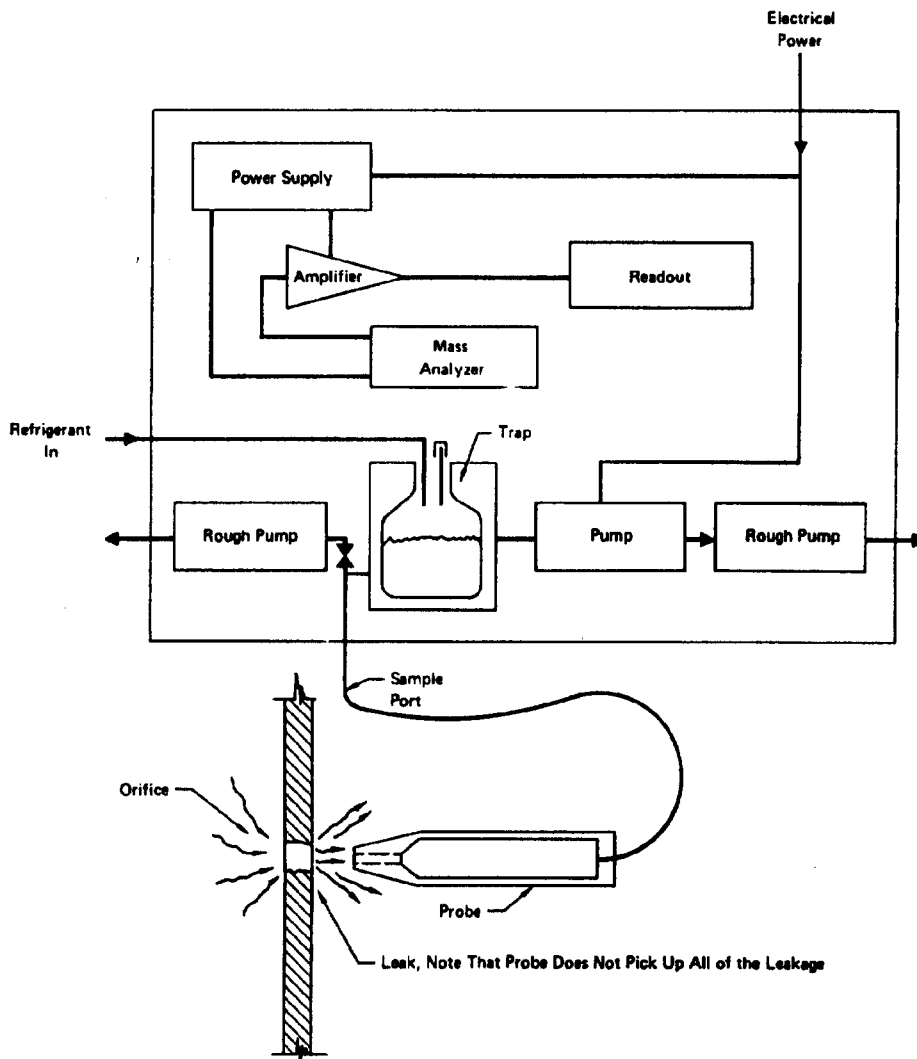 Electrical
Power
Power Supply
Amplifier
Readout
Mass
Analyzer
Refrigerant
In
Trap
Rough Pump
Pump
Rough Pump
Sample
Port
Orifice
Probe
Leak, Note That Probe Does Not Pick Up All of the Leakage